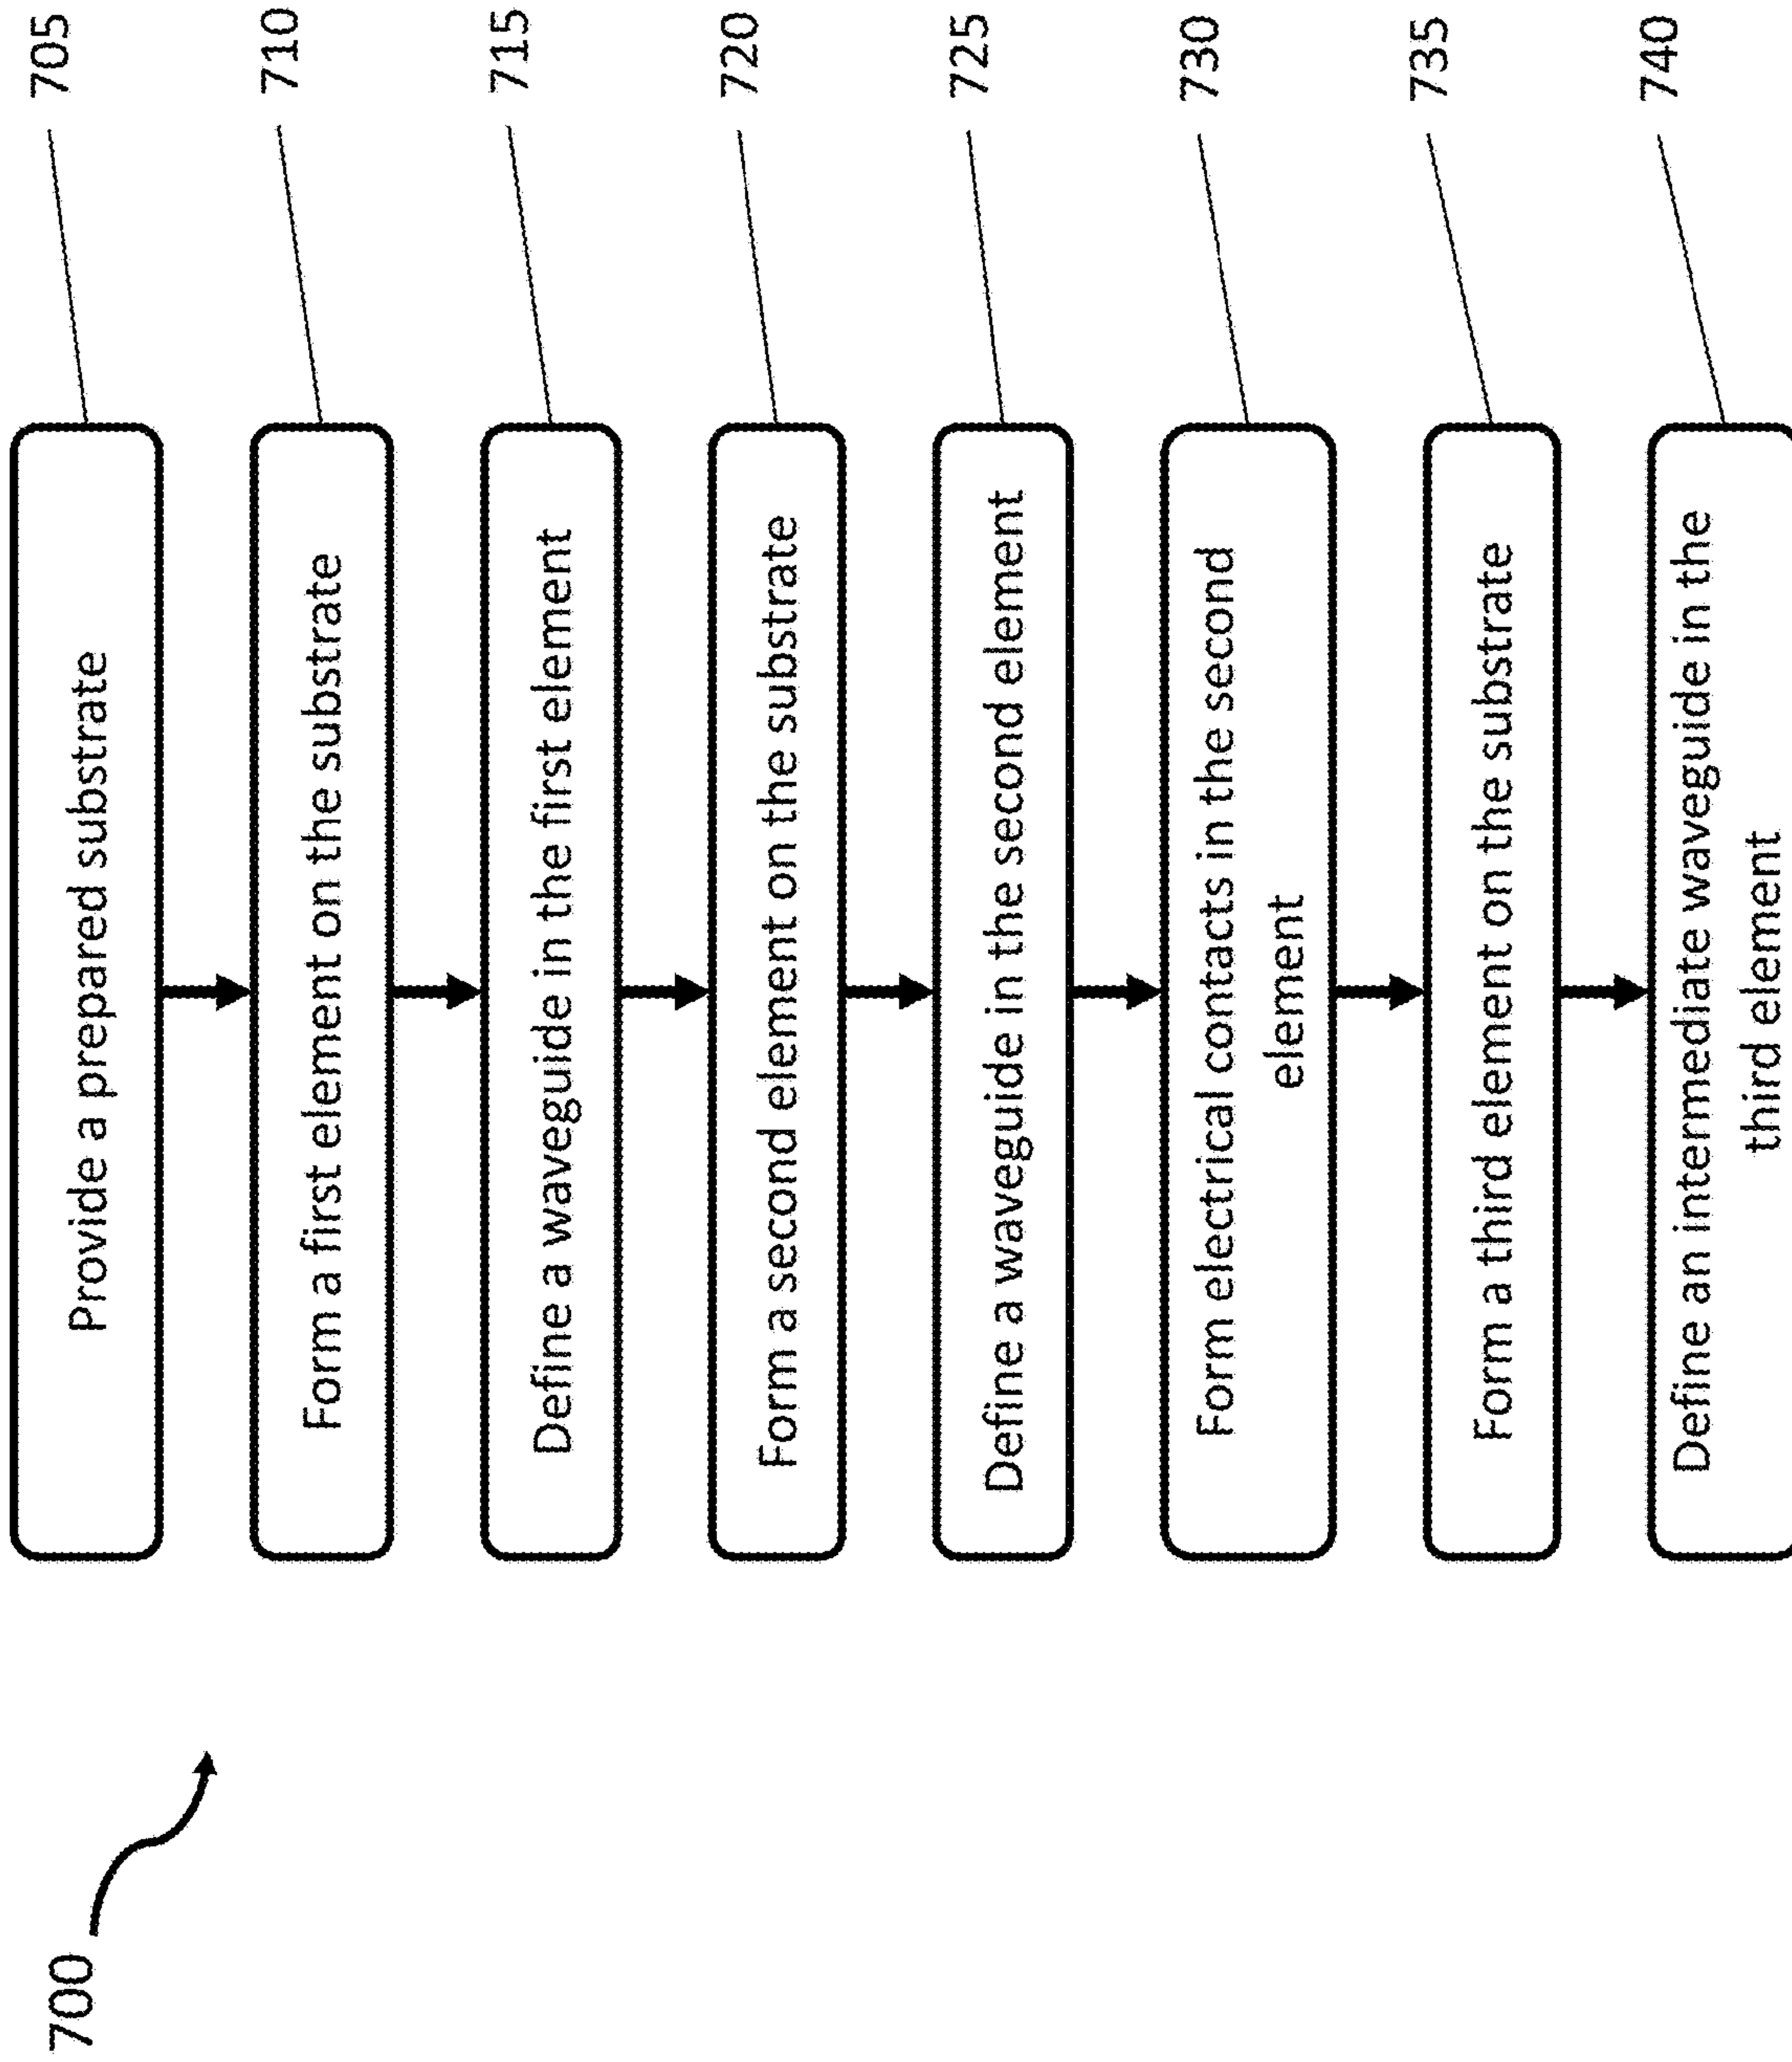 700
Provide a prepared substrate
705
Form a first element on the substrate
710
Define a waveguide in the first element
715
Form a second element on the substrate
720
Define a waveguide in the second element
725
Form electrical contacts in the second
element
730
Form a third element on the substrate
735
Define an intermediate waveguide in the
third element
740